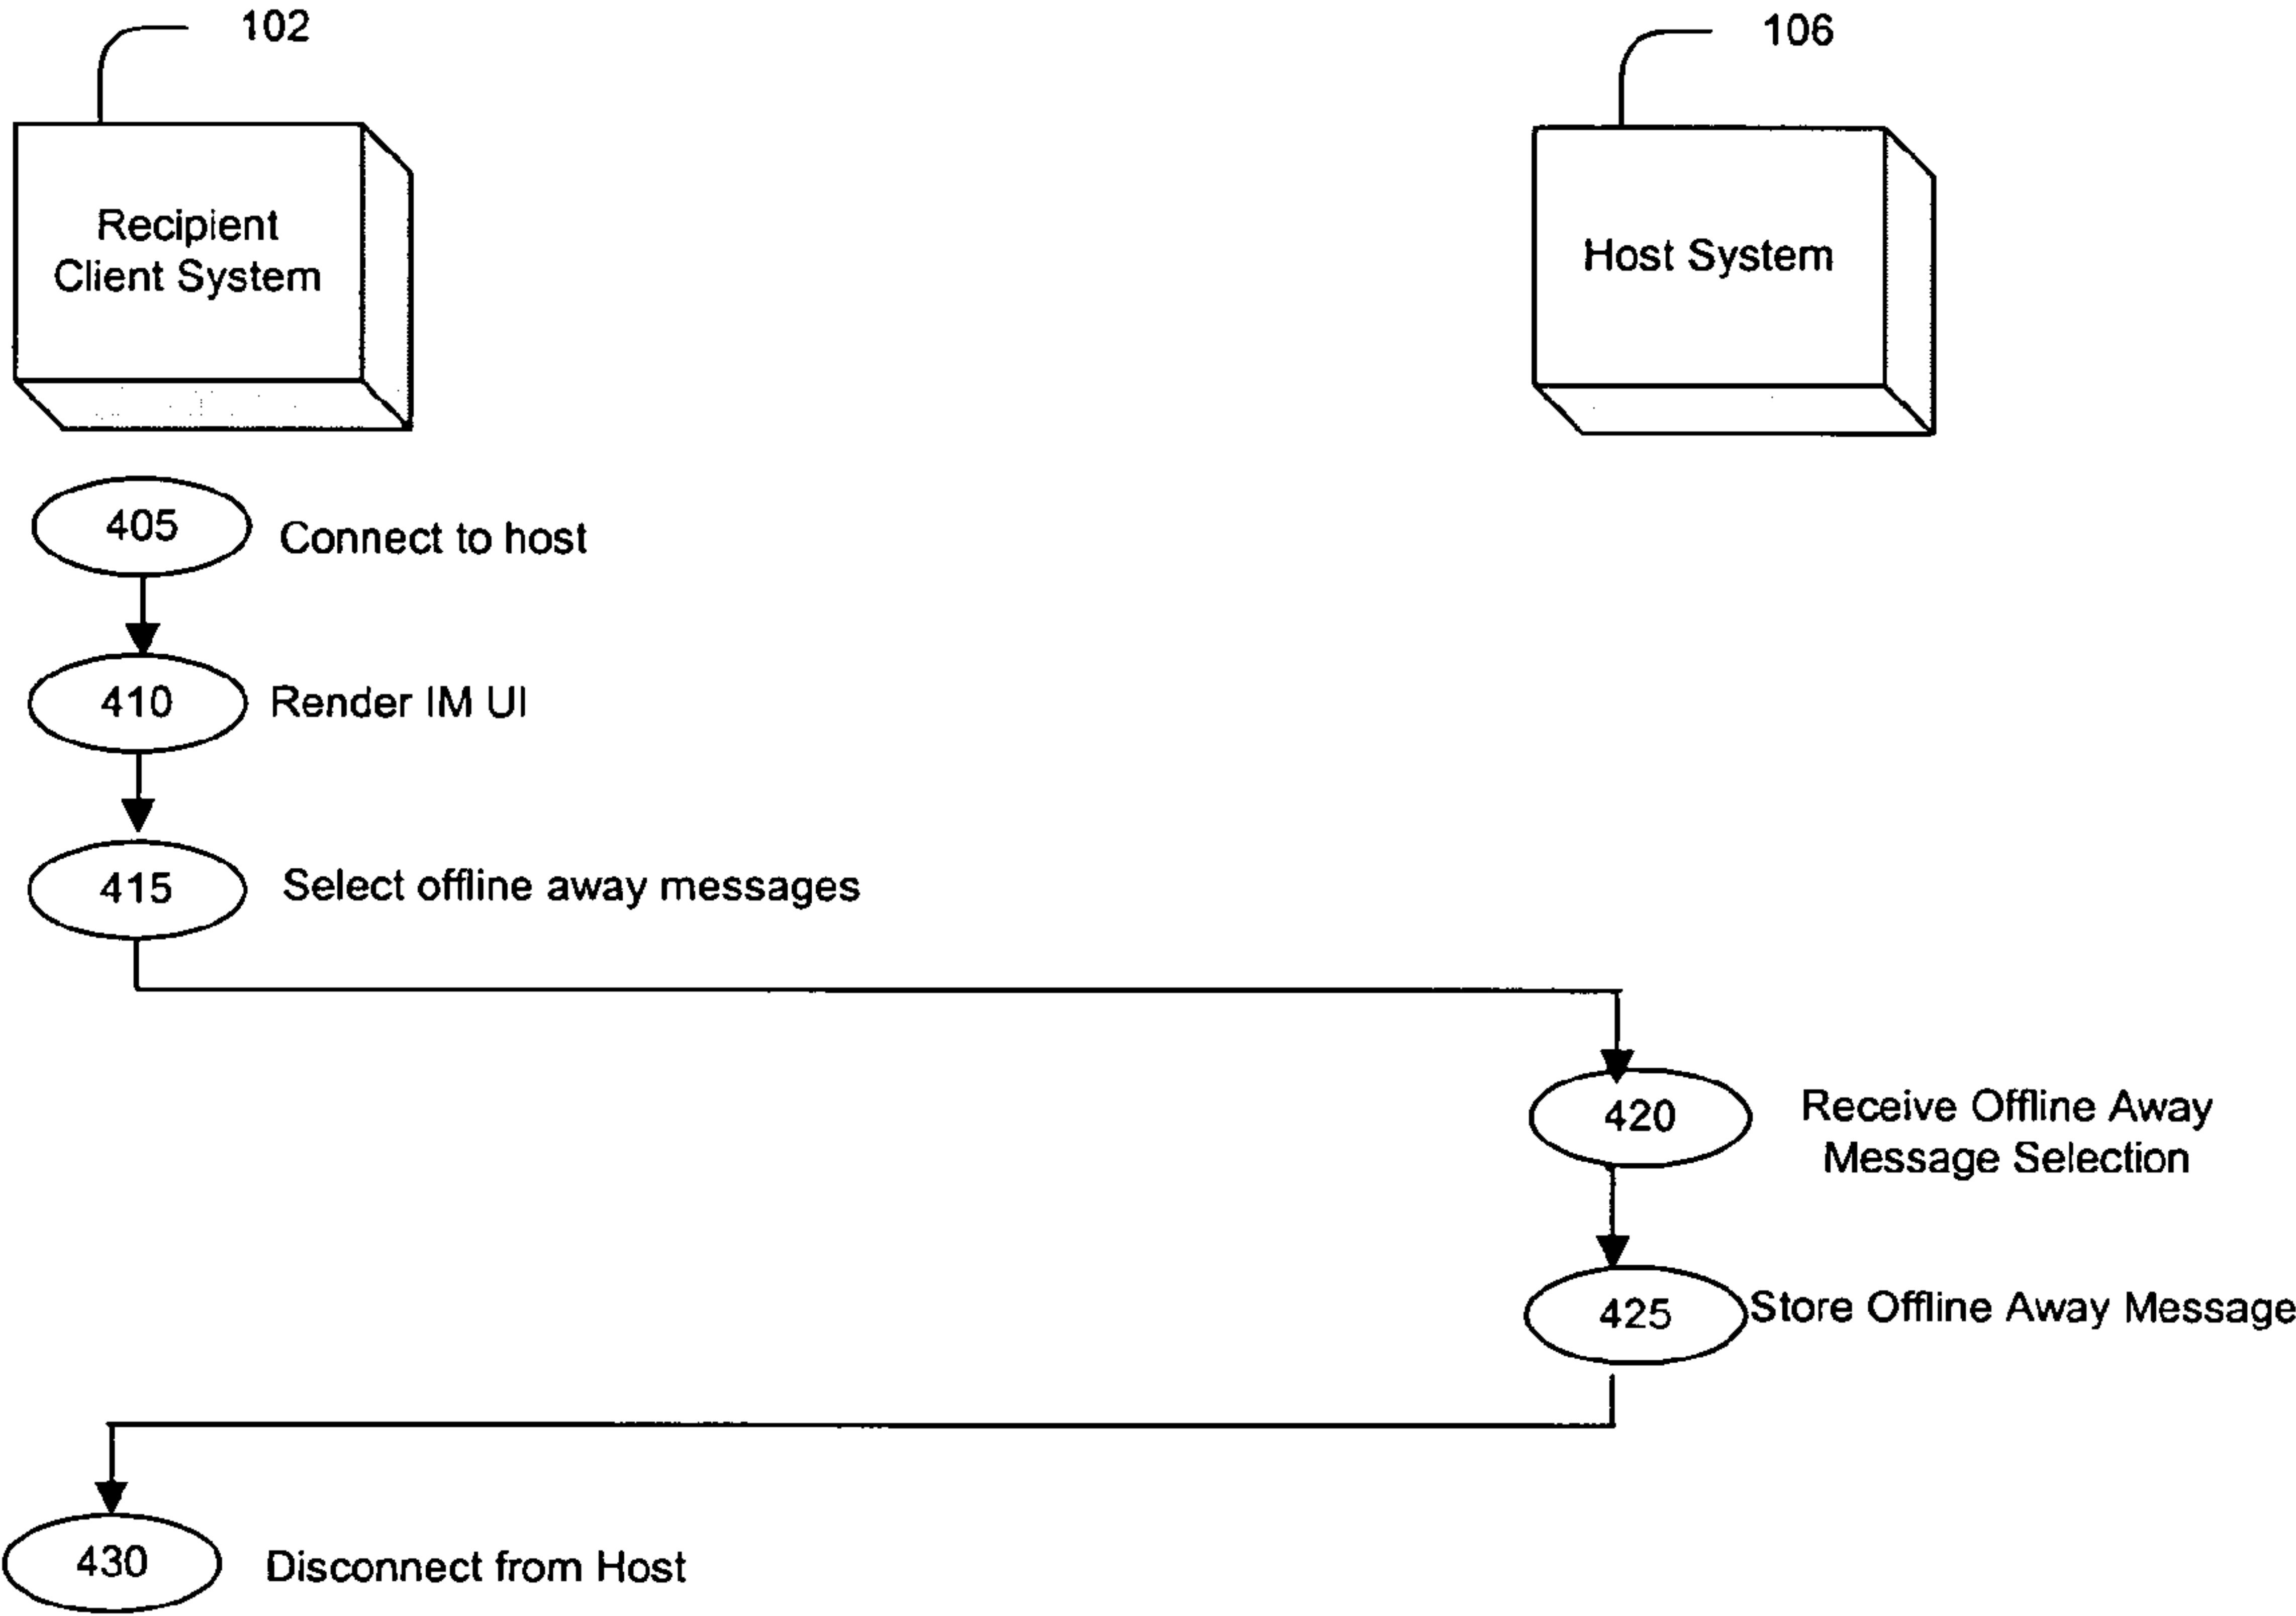 102
106
Recipient
Client System
Host System
405
Connect to host
410
Render IM UI
415
Select offline away messages
420
Receive Offline Away
Message Selection
425
Store Offline Away Message
430
Disconnect from Host